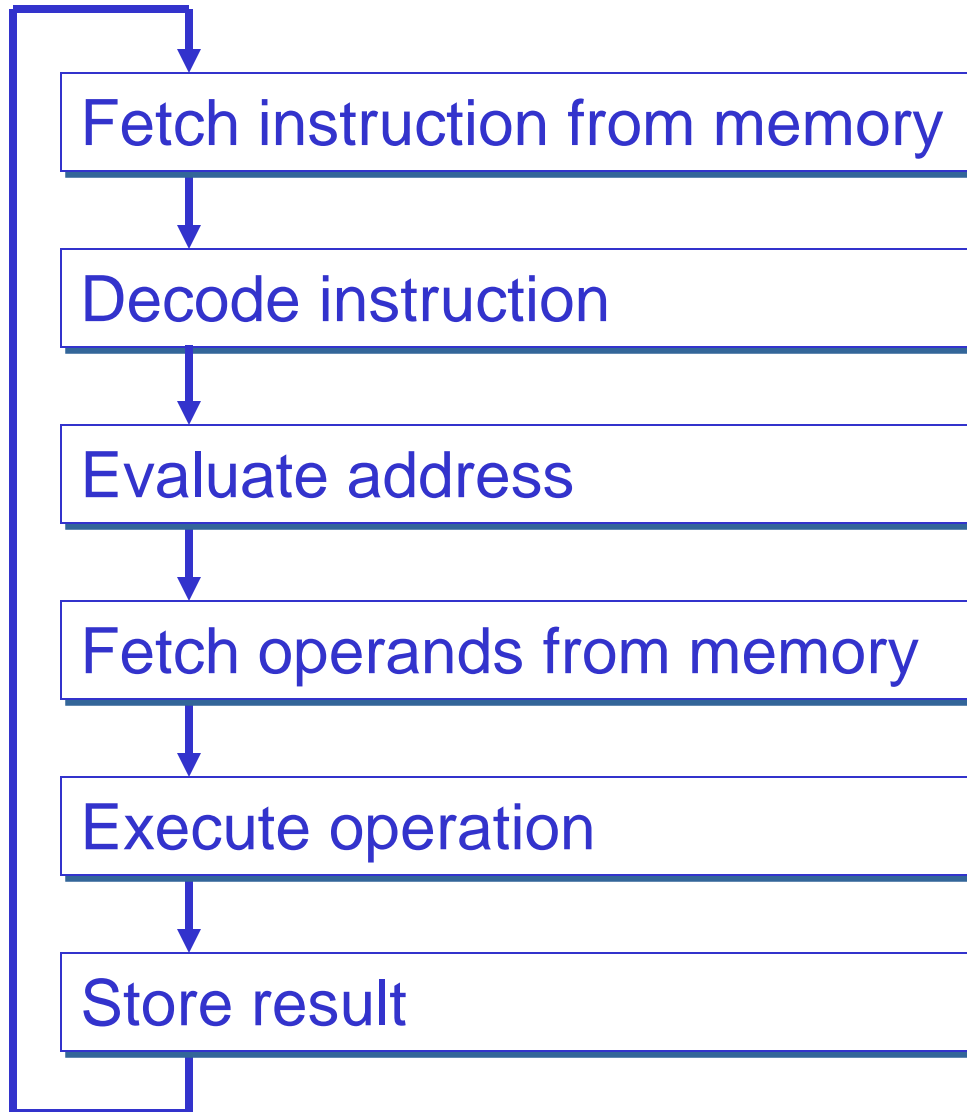 Fetch instruction from memory
Decode instruction
Evaluate address
Fetch operands from memory
Execute operation
Store result